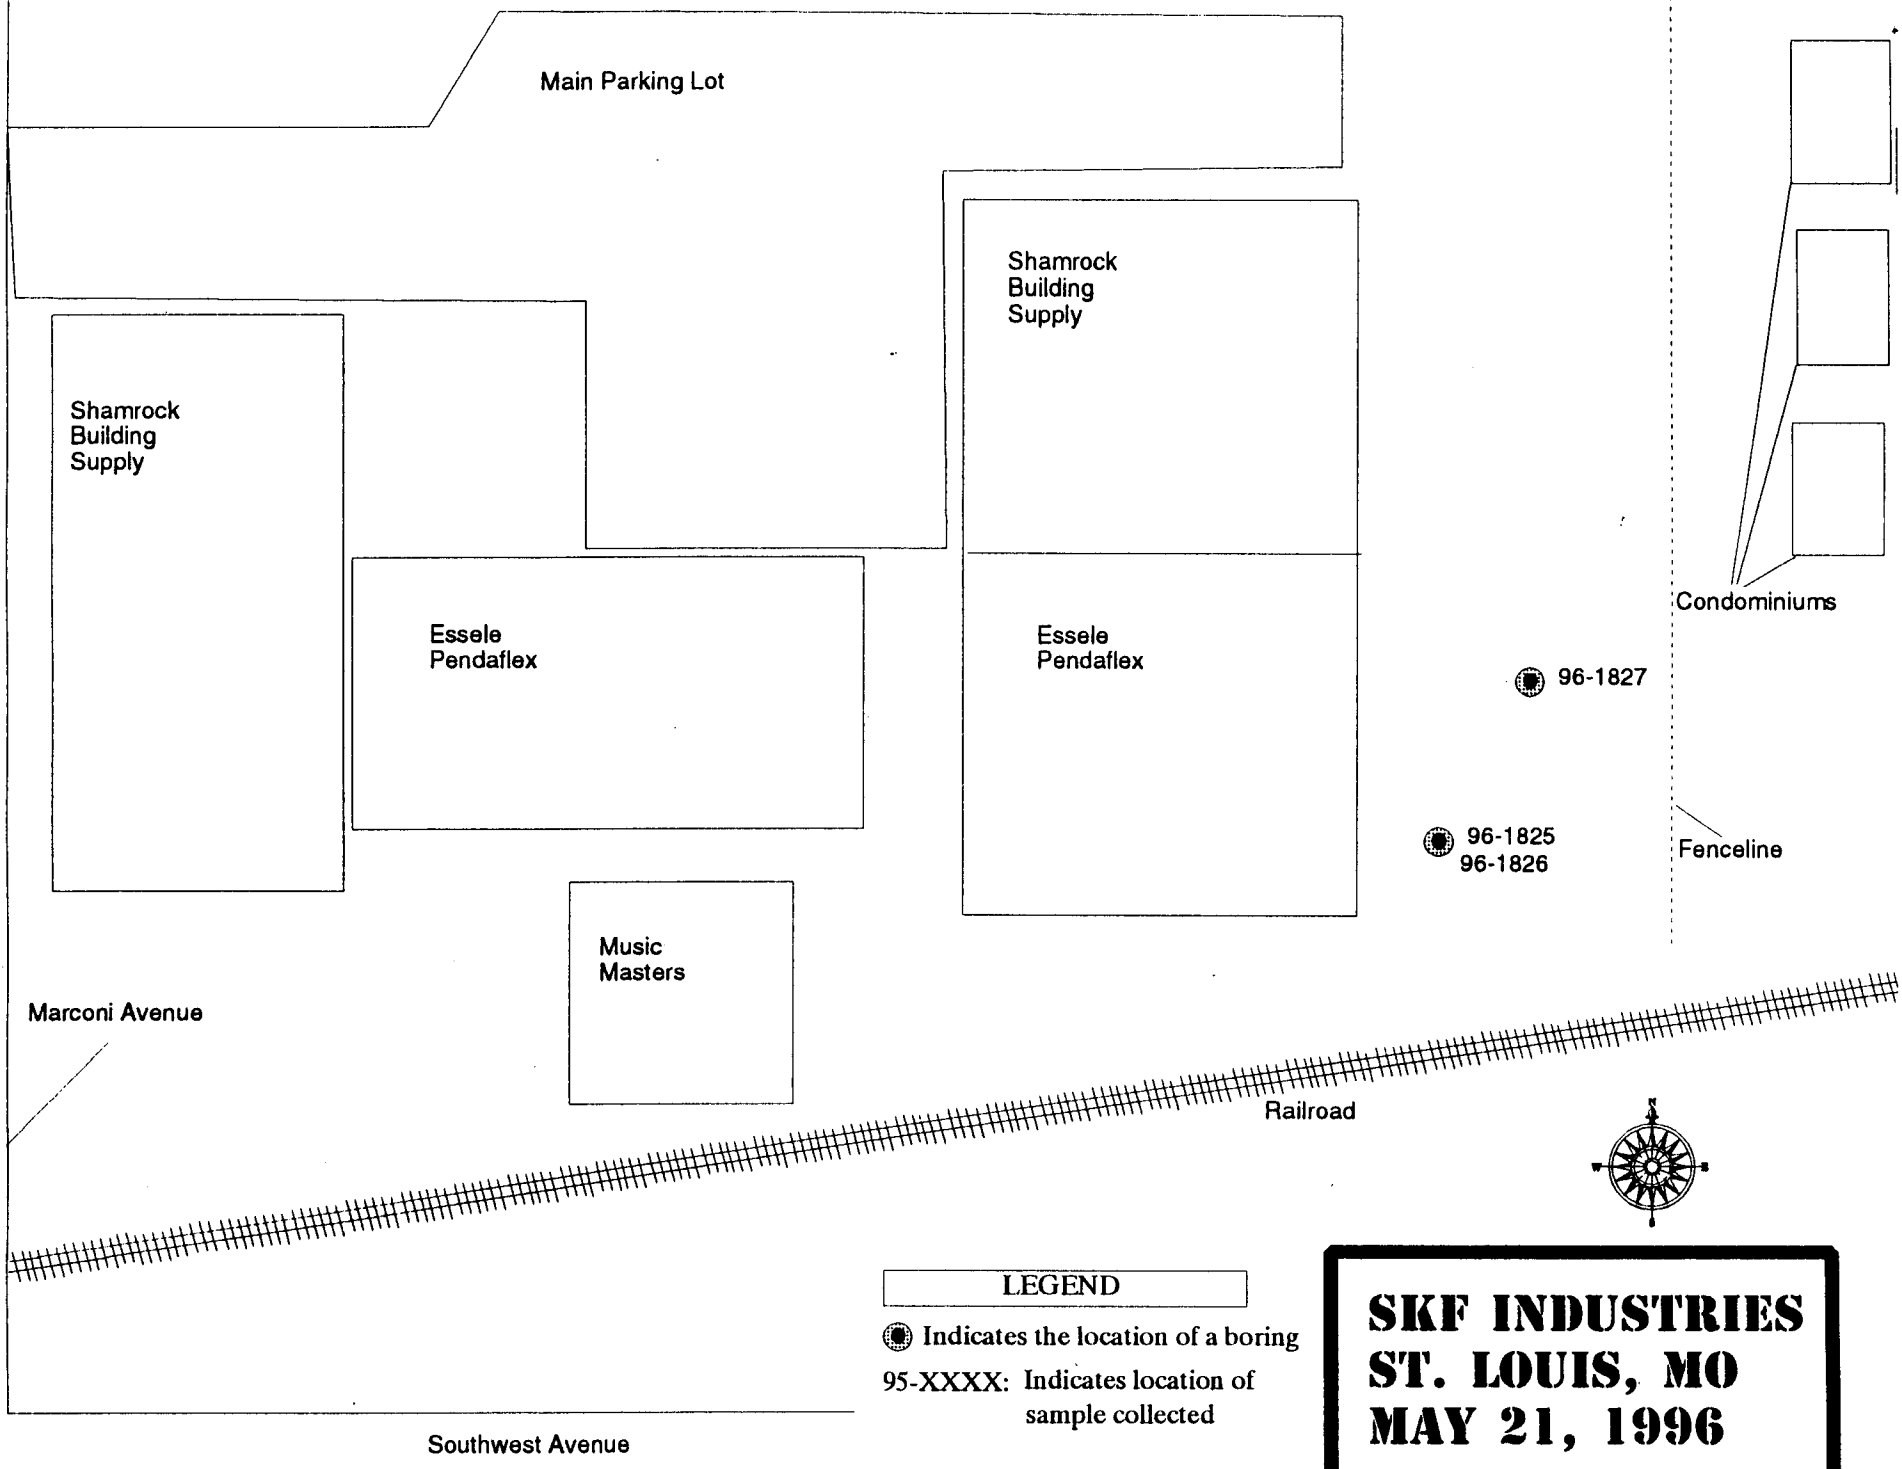 Main Parking Lot
Shamrock
Building
Supply
Shamrock
Building
Supply
Essele
Pendaflex
Essele
Pendaflex
Condominiums
96-1827
96-1825
96-1826
Fenceline
Music
Masters
Marconi Avenue
Railroad
N
W
E
S
LEGEND
Indicates the location of a boring
95-XXXX: Indicates location of
sample collected
SKF INDUSTRIES
ST. LOUIS, MO
MAY 21, 1996
Southwest Avenue